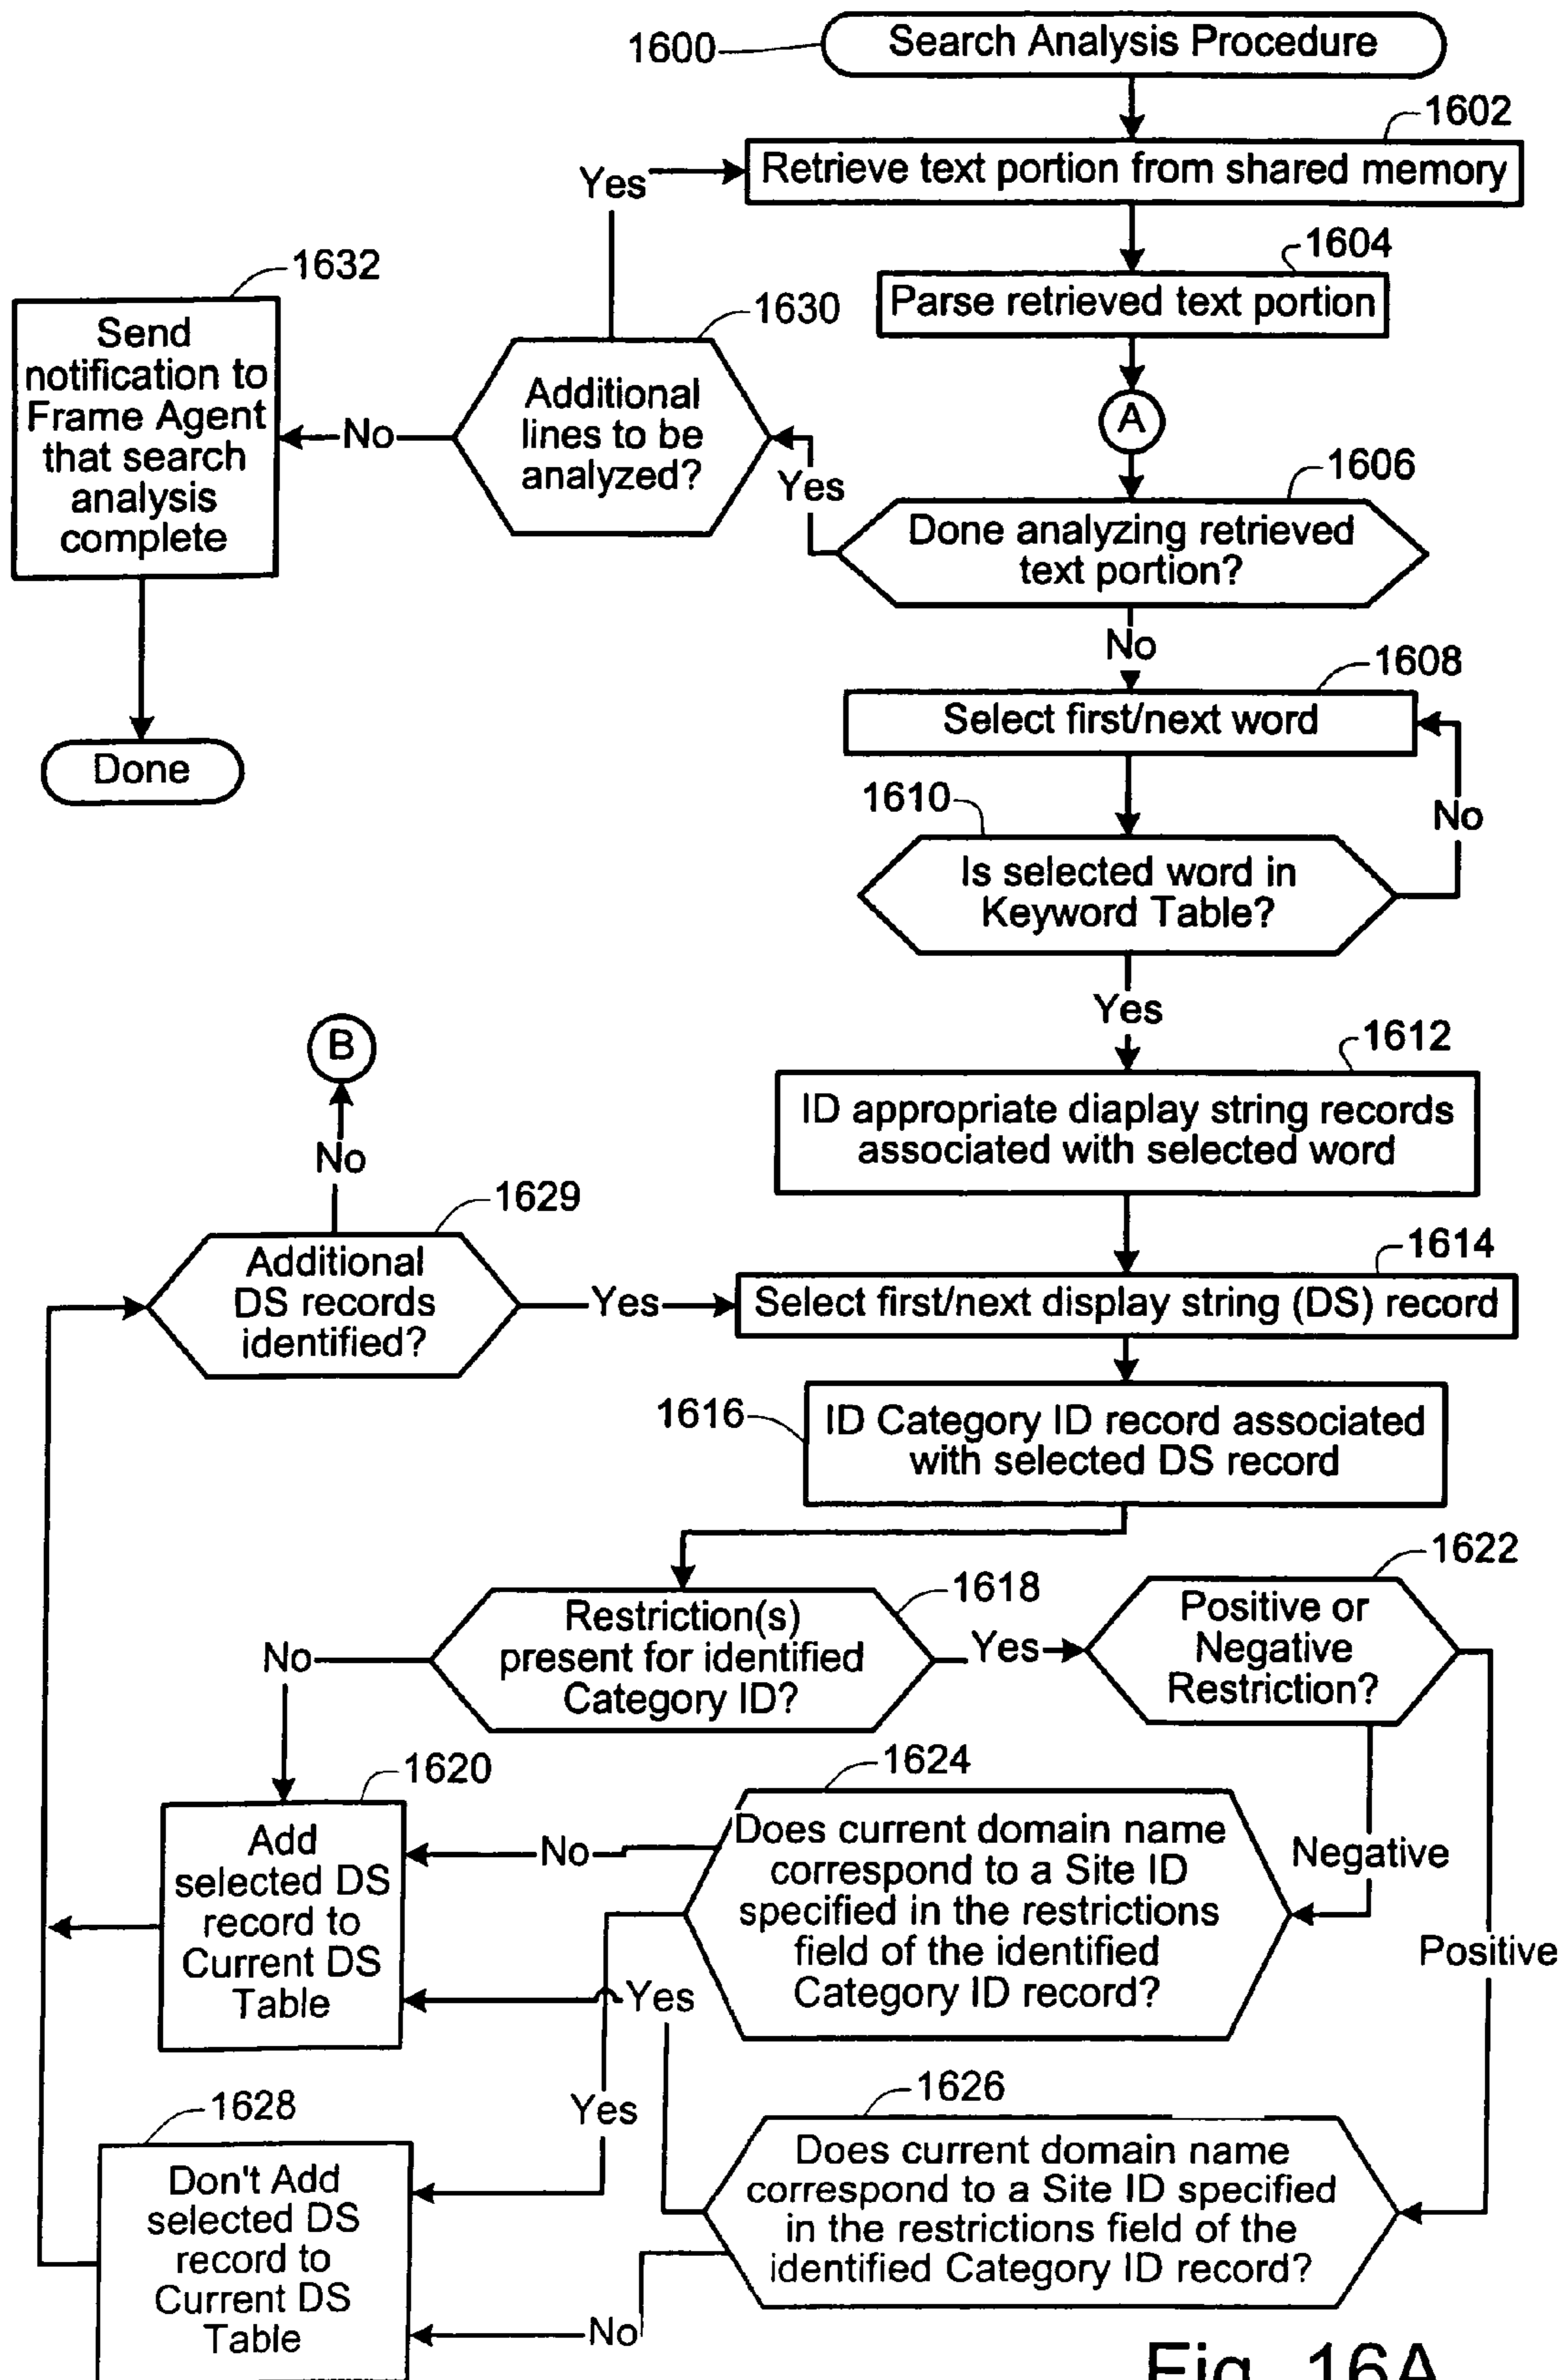 1600
Search Analysis Procedure
1602
Yes
Retrieve text portion from shared memory
1604
Parse retrieved text portion
1632
Send
notification to
Frame Agent
that search
analysis
complete
No
1630
Additional
lines to be
analyzed?
Yes
A
1606
Done analyzing retrieved
text portion?
No
Done
1608
Select first/next word
1610
No
Is selected word in
Keyword Table?
Yes
B
No
1612
ID appropriate diaplay string records
associated with selected word
1629
Additional
DS records
identified?
Yes
1614
Select first/next display string (DS) record
1616
ID Category ID record associated
with selected DS record
1618
Restriction(s)
present for identified
Category ID?
No
Yes
1622
Positive or
Negative
Restriction?
1620
Add
selected DS
record to
Current DS
Table
No
1624
Does current domain name
correspond to a Site ID
specified in the restrictions
field of the identified
Category ID record?
Negative
Positive
Yes
Yes
1628
Don't Add
selected DS
record to
Current DS
Table
1626
Does current domain name
correspond to a Site ID specified
in the restrictions field of the
identified Category ID record?
No
Fig. 16A